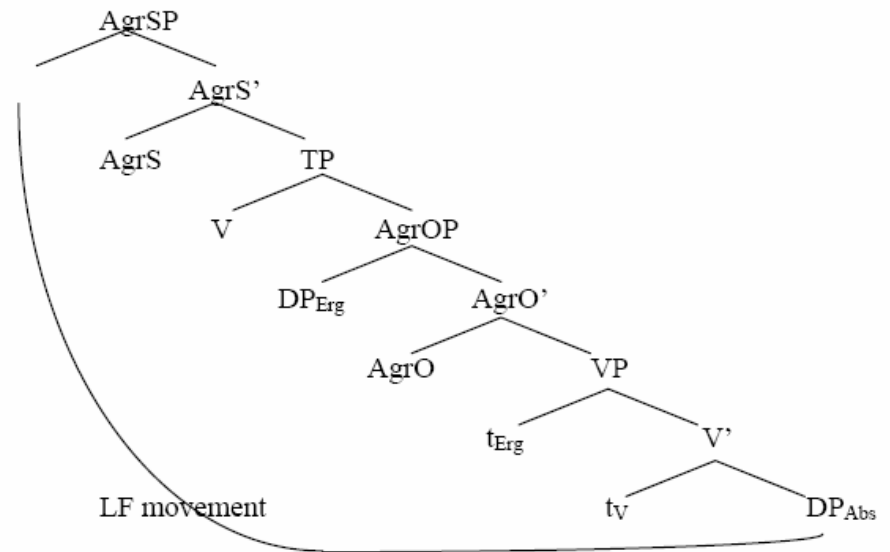 AgrSP
AgrS’
AgrS TP
V AgrOP
DPErg AgrO’
AgrO VP
tErg V’
LF movement tV DPAbs